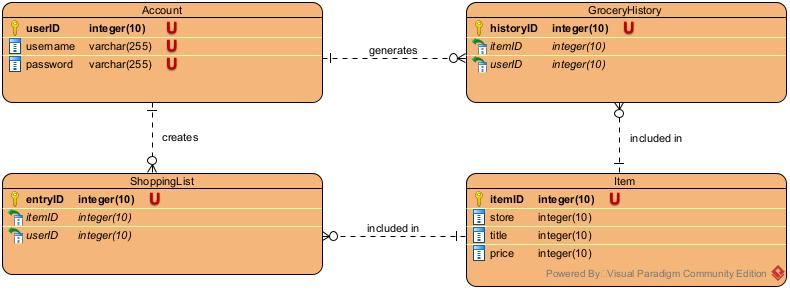 Account
userID integer(10) U
username varchar(255) U
password varchar(255) U
generates
GroceryHistory
historyID integer(10) U
itemID integer(10)
userID integer(10)
creates
included in
ShoppingList
entryID integer(10) U
itemID integer(10)
userID integer(10)
included in
Item
itemID integer(10) U
store integer(10)
title integer(10)
price integer(10)
Powered By Visual Paradigm Community Edition